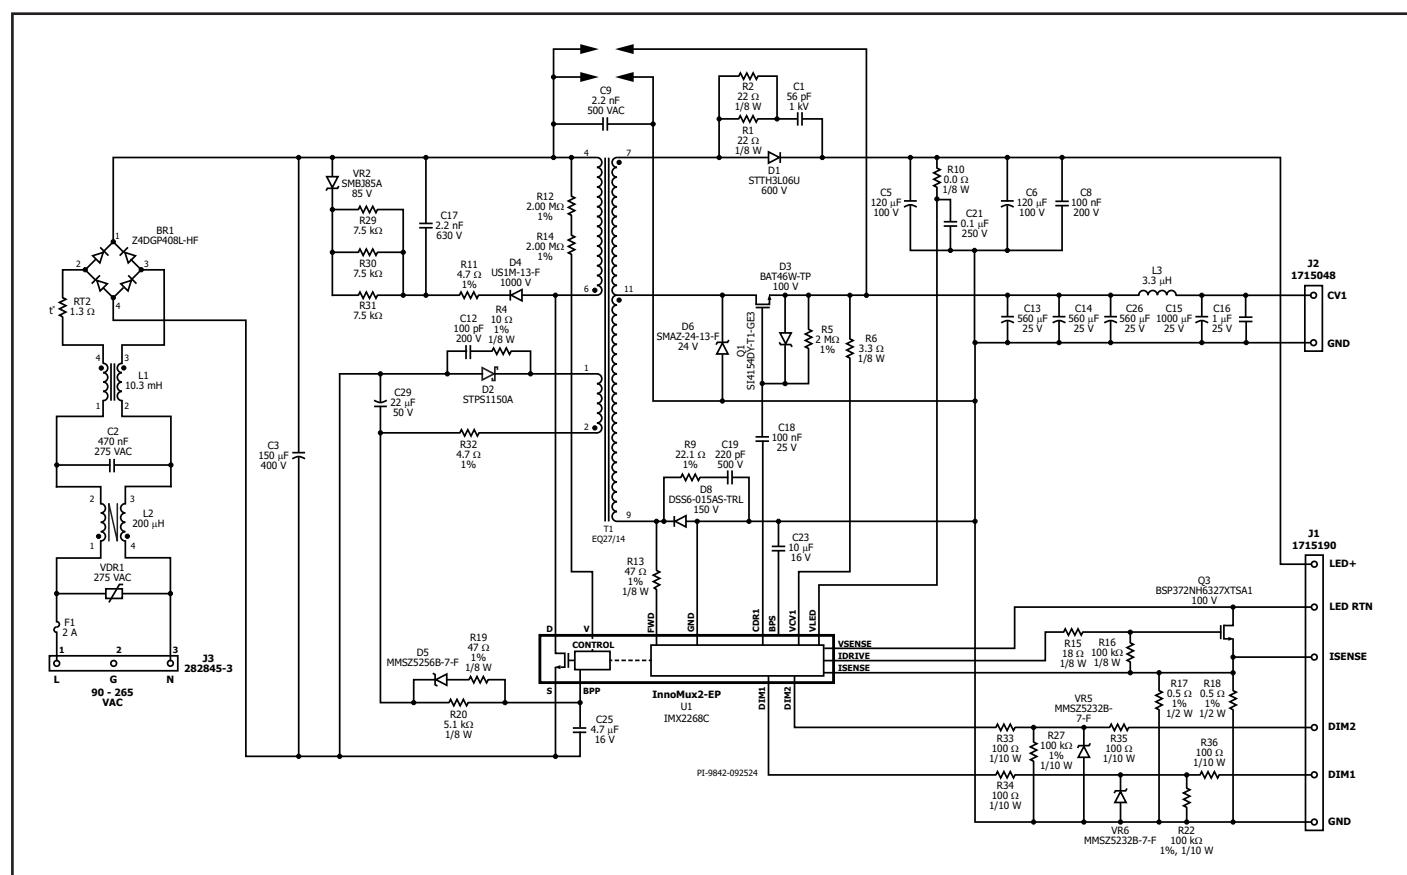 C9
2.2 nF
500 VAC
R2
22 Ω
1/8 W
C1
56 pF
1 kV
R1
22 Ω
1/8 W
D1
STTH3L06U
600 V
4
7
VR2
SMBJ85A
85 V
R29
7.5 kΩ
R30
7.5 kΩ
R31
7.5 kΩ
C17
2.2 nF
630 V
R12
2.00 MΩ
1%
R14
2.00 MΩ
1%
R11
4.7 Ω
1%
D4
US1M-13-F
1000 V
6
11
R10
0.0 Ω
1/8 W
C5
120 µF
100 V
C21
0.1 µF
250 V
C6
120 µF
100 V
C8
100 nF
200 V
BR1
Z4DGP408L-HF
1
2
3
4
t°
RT2
1.3 Ω
4
3
L1
10.3 mH
1
2
C2
470 nF
275 VAC
2
3
L2
200 µH
1
4
VDR1
275 VAC
F1
2 A
1
2
3
J3
282845-3
L
G
N
90 - 265
VAC
C3
150 µF
400 V
C12
100 pF
200 V
R4
10 Ω
1%
1/8 W
D2
STPS1150A
1
2
C29
22 µF
50 V
R32
4.7 Ω
1%
D3
BAT46W-TP
100 V
D6
SMAZ-24-13-F
24 V
Q1
SI4154DY-T1-GE3
R5
2 MΩ
1%
R6
3.3 Ω
1/8 W
C18
100 nF
25 V
L3
3.3 µH
C13
560 µF
25 V
C14
560 µF
25 V
C26
560 µF
25 V
C15
1000 µF
25 V
C16
1 µF
25 V
J2
1715048
CV1
GND
R9
22.1 Ω
1%
C19
220 pF
500 V
D8
DSS6-015AS-TRL
150 V
9
T1
EQ27/14
R13
47 Ω
1%
1/8 W
C23
10 µF
16 V
J1
1715190
LED+
LED RTN
ISENSE
DIM2
DIM1
GND
Q3
BSP372NH6327XTSA1
100 V
D
V
FWD
GND
CDR1
BPS
VCV1
VLED
CONTROL
VSENSE
IDRIVE
ISENSE
S
BPP
DIM1
DIM2
InnoMux2-EP
U1
IMX2268C
D5
MMSZ5256B-7-F
R19
47 Ω
1%
1/8 W
R20
5.1 kΩ
1/8 W
C25
4.7 µF
16 V
R15
18 Ω
1/8 W
R16
100 kΩ
1/8 W
R17
0.5 Ω
1%
1/2 W
R18
0.5 Ω
1%
1/2 W
VR5
MMSZ5232B-
7-F
R33
100 Ω
1/10 W
R27
100 kΩ
1%
1/10 W
R35
100 Ω
1/10 W
R36
100 Ω
1/10 W
R34
100 Ω
1/10 W
VR6
MMSZ5232B-7-F
R22
100 kΩ
1%, 1/10 W
PI-9842-092524